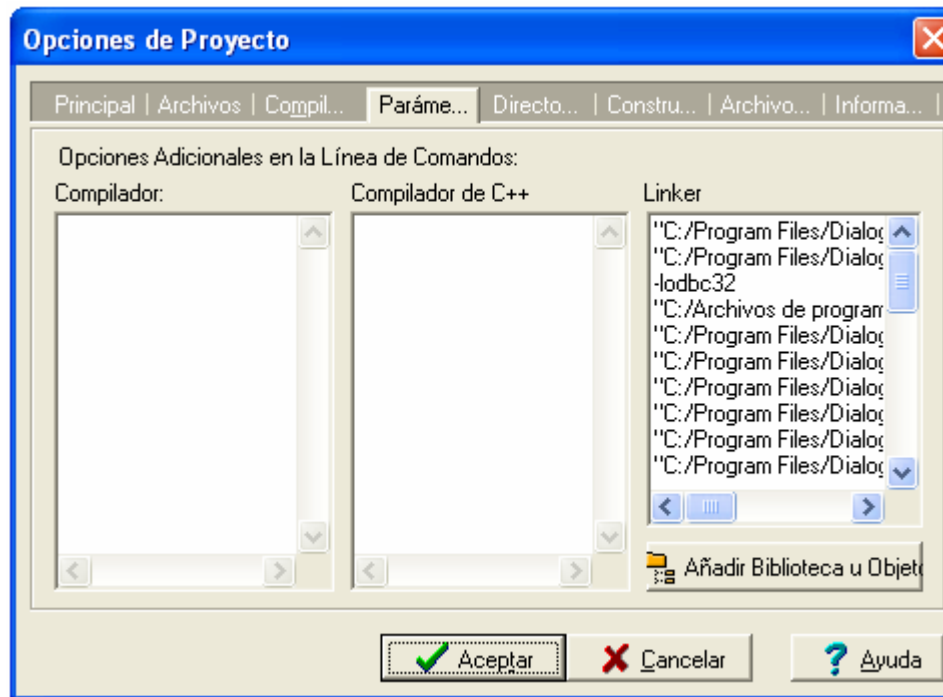 Opciones de Proyecto
Principal | Archivos | Compil... Paráme... Directo... | Constru... | Archivo... | Informa... |
Opciones Adicionales en la Línea de Comandos:
Compilador: Compilador de C++ Linker
"C:/Program Files/Dialog
"C:/Program Files/Dialog
-lodbc32
"C:/Archivos de program
"C:/Program Files/Dialog
"C:/Program Files/Dialog
"C:/Program Files/Dialog
"C:/Program Files/Dialog
"C:/Program Files/Dialog
"C:/Program Files/Dialog
Añadir Biblioteca u Objeto
Aceptar Cancelar ? Ayuda